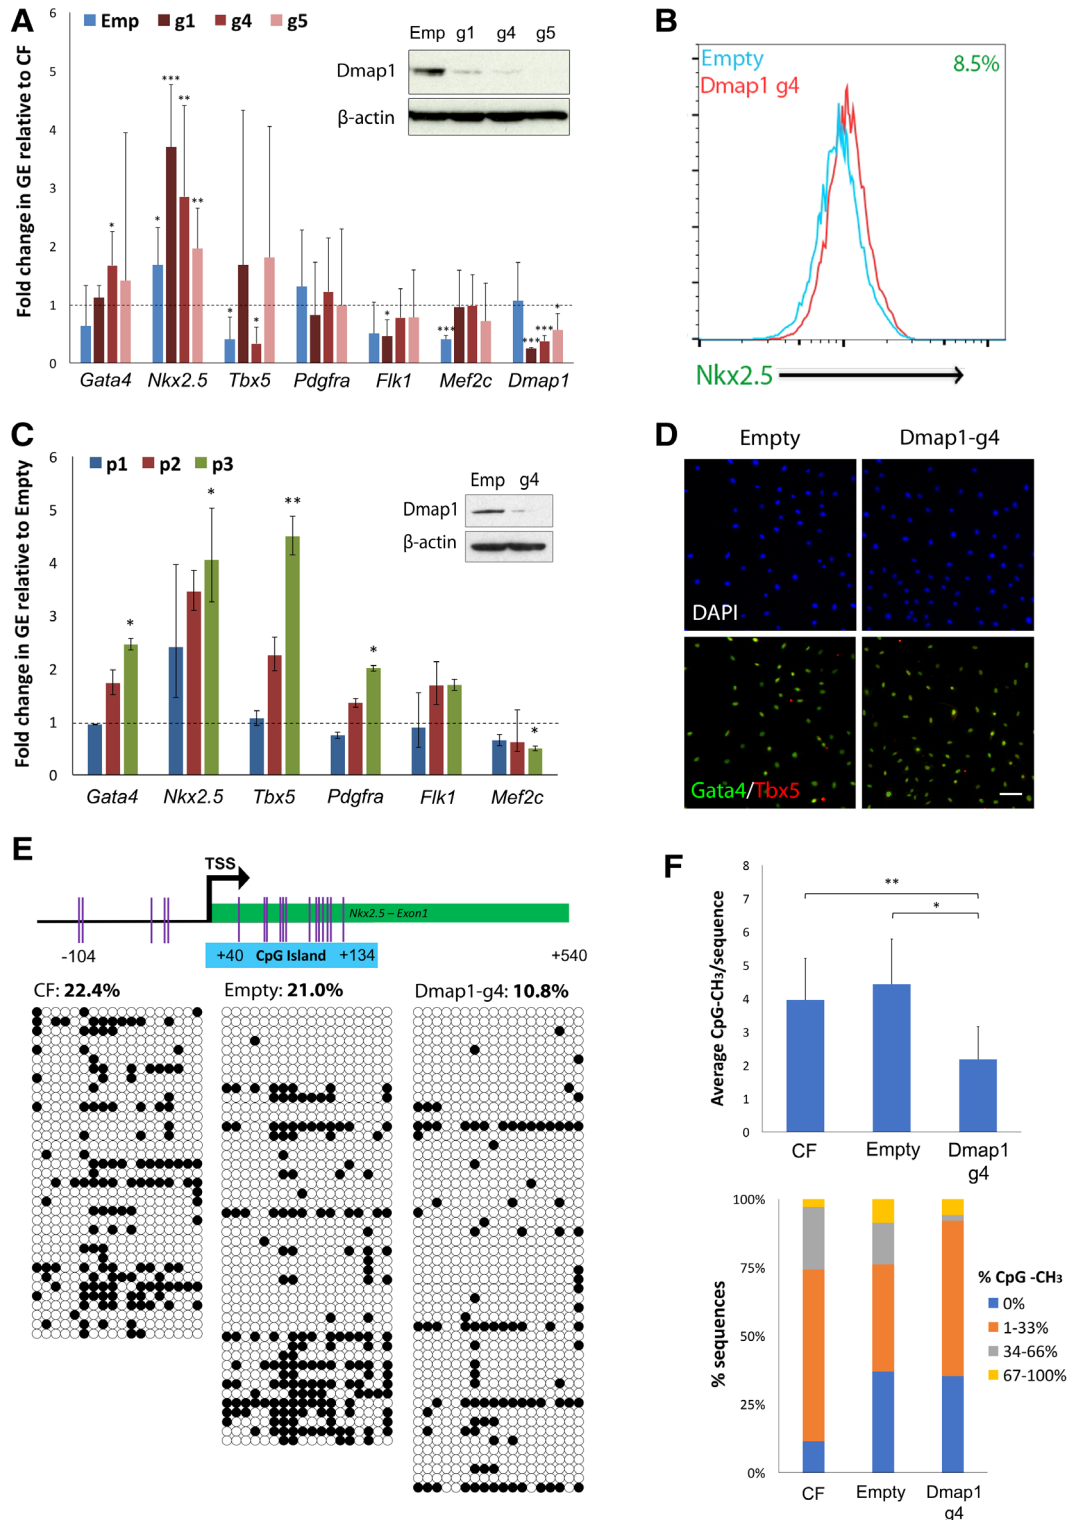 A
Fold change in GE relative to CF
6
5
4
3
2
1
0
Emp g1 g4 g5
Emp g1 g4 g5
Dmap1
β-actin
*
* *** ** **
* *
*
***
*** *** *
Gata4 Nkx2.5 Tbx5 Pdgfra Flk1 Mef2c Dmap1
B
Empty
Dmap1 g4
8.5%
Nkx2.5
C
Fold change in GE relative to Empty
6
5
4
3
2
1
0
p1 p2 p3
Emp g4
Dmap1
β-actin
* * ** * *
Gata4 Nkx2.5 Tbx5 Pdgfra Flk1 Mef2c
D
Empty Dmap1-g4
DAPI
Gata4/Tbx5
E
TSS
Nkx2.5 – Exon1
-104 +40 CpG Island +134 +540
CF: 22.4% Empty: 21.0% Dmap1-g4: 10.8%
F
Average CpG-CH3/sequence
8
7
6
5
4
3
2
1
0
**
*
CF Empty Dmap1
g4
% sequences
100%
75%
50%
25%
0%
% CpG -CH3
0%
1-33%
34-66%
67-100%
CF Empty Dmap1
g4